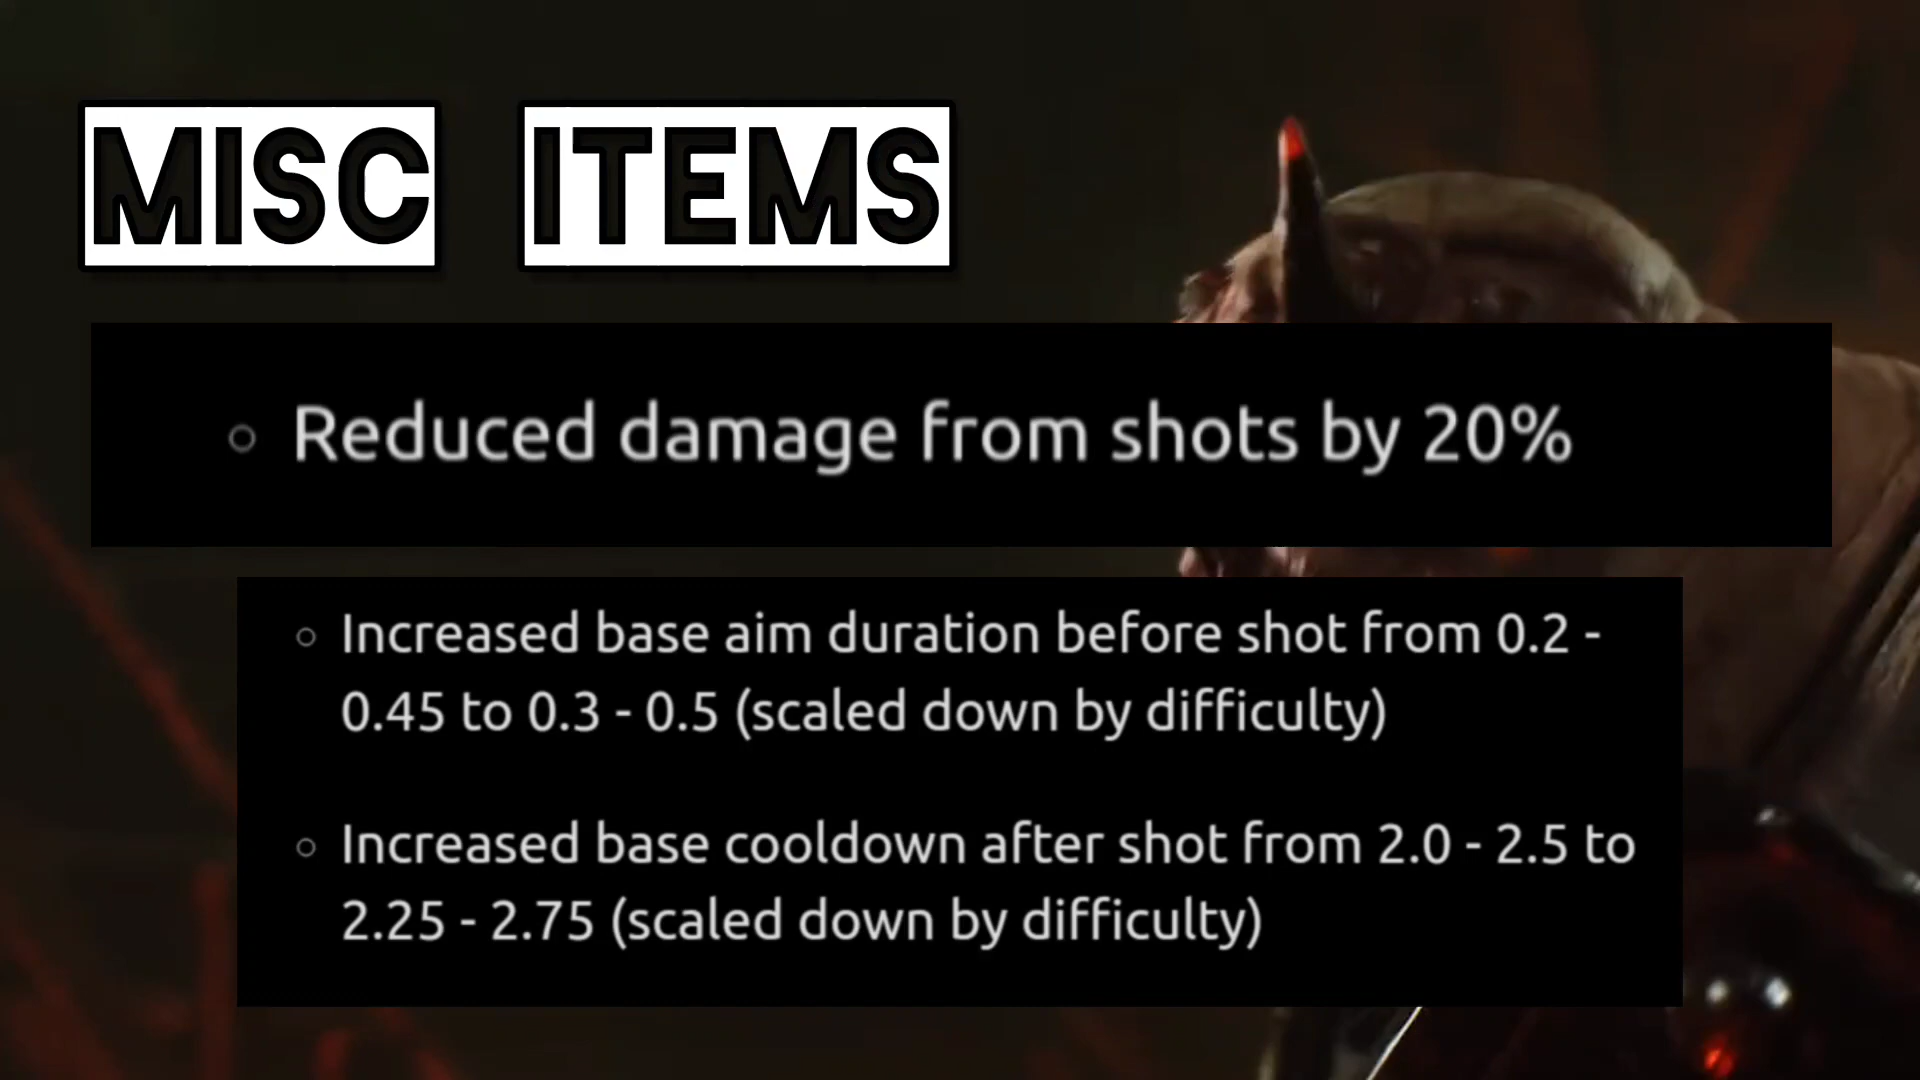 MISC ITEMS
Reduced damage from shots by 20%
Increased base aim duration before shot from 0.2 -
0.45 to 0.3 - 0.5 (scaled down by difficulty)
Increased base cooldown after shot from 2.0 - 2.5 to
2.25 - 2.75 (scaled down by difficulty)